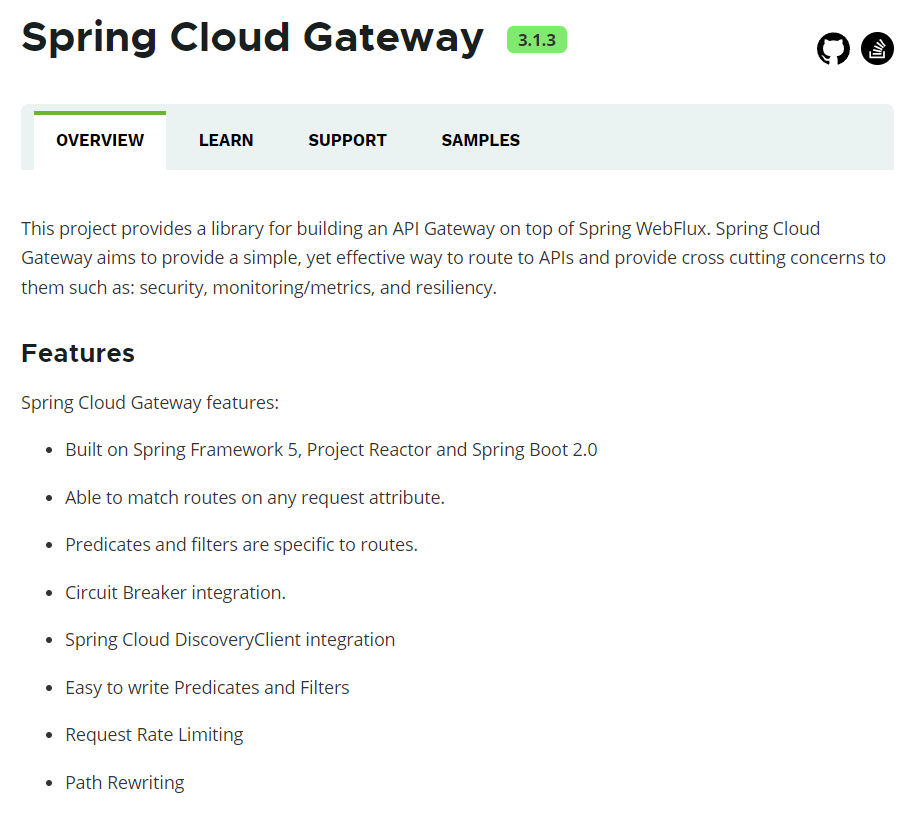 Spring Cloud Gateway 3.1.3
OVERVIEW LEARN SUPPORT SAMPLES
This project provides a library for building an API Gateway on top of Spring WebFlux. Spring Cloud
Gateway aims to provide a simple, yet effective way to route to APIs and provide cross cutting concerns to
them such as: security, monitoring/metrics, and resiliency.
Features
Spring Cloud Gateway features:
• Built on Spring Framework 5, Project Reactor and Spring Boot 2.0
• Able to match routes on any request attribute.
• Predicates and filters are specific to routes.
• Circuit Breaker integration.
• Spring Cloud DiscoveryClient integration
• Easy to write Predicates and Filters
• Request Rate Limiting
• Path Rewriting